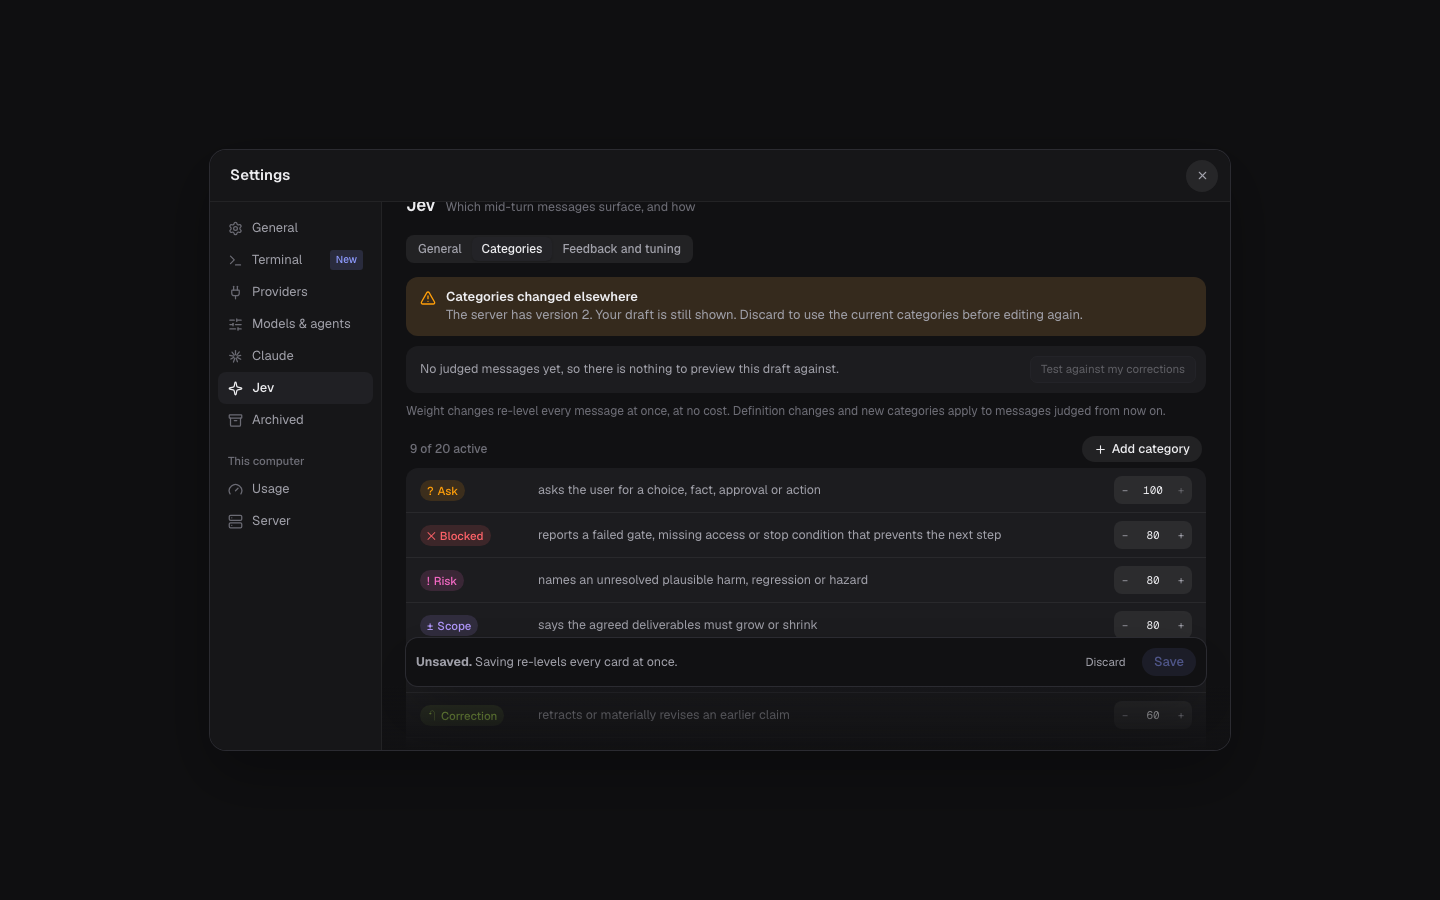 Settings
General
Terminal
New
Providers
Models & agents
Claude
Jev
Archived
This computer
Usage
Server
Jev Which mid-turn messages surface, and how
General Categories Feedback and tuning
Categories changed elsewhere
The server has version 2. Your draft is still shown. Discard to use the current categories before editing again.
No judged messages yet, so there is nothing to preview this draft against. Test against my corrections
Weight changes re-level every message at once, at no cost. Definition changes and new categories apply to messages judged from now on.
9 of 20 active + Add category
? Ask asks the user for a choice, fact, approval or action − 100 +
× Blocked reports a failed gate, missing access or stop condition that prevents the next step − 80 +
! Risk names an unresolved plausible harm, regression or hazard − 80 +
± Scope says the agreed deliverables must grow or shrink − 80 +
Unsaved. Saving re-levels every card at once. Discard Save
Correction retracts or materially revises an earlier claim − 60 +